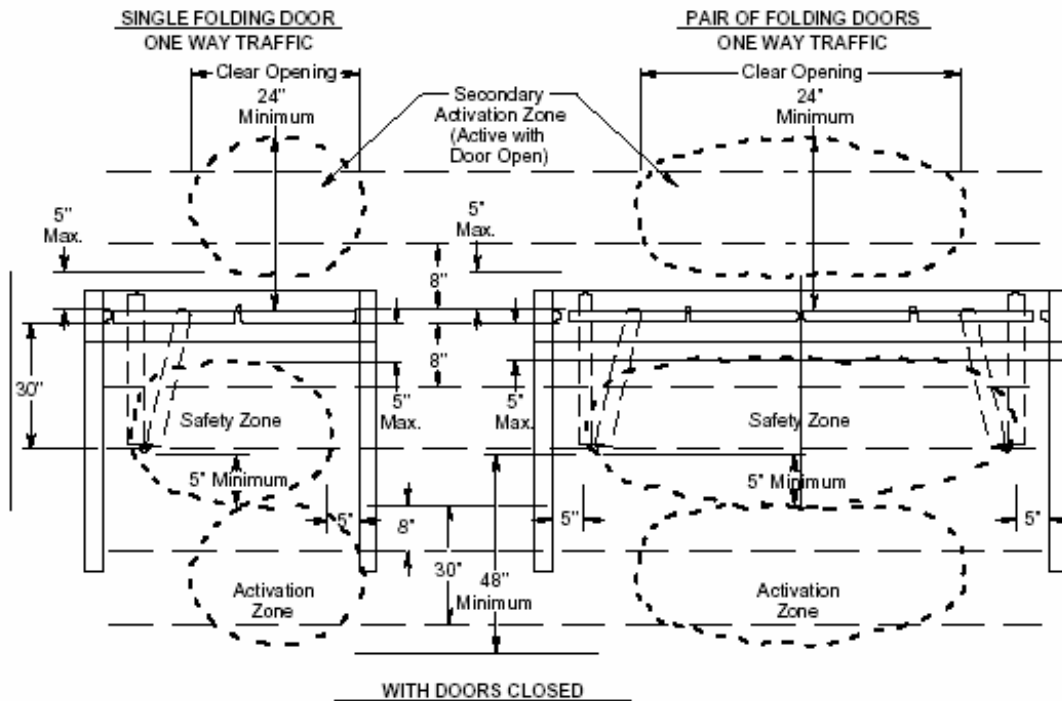 SINGLE FOLDING DOOR
ONE WAY TRAFFIC
PAIR OF FOLDING DOORS
ONE WAY TRAFFIC
Clear Opening
24"
Minimum
Secondary
Activation Zone
(Active with
Door Open)
Clear Opening
24"
Minimum
5"
Max.
8"
5"
Max.
30"
8"
5"
Max.
5"
Max.
Safety Zone
Safety Zone
5" Minimum
5" Minimum
5"
8"
5"
5"
30"
48"
Minimum
Activation
Zone
Activation
Zone
WITH DOORS CLOSED